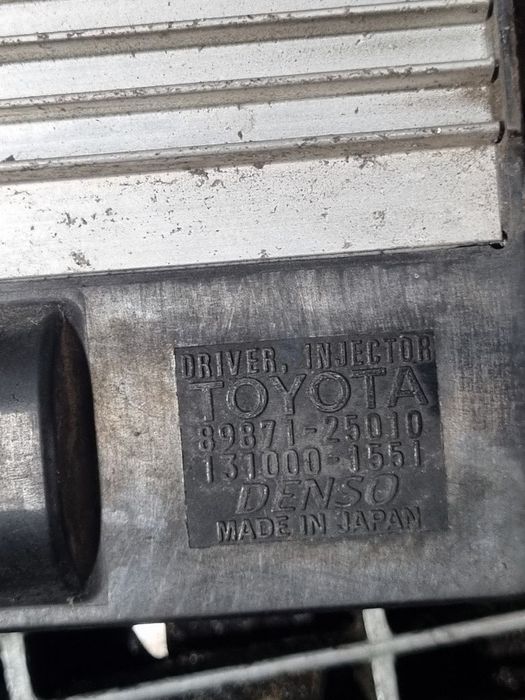 DRIVER, INJECTOR
TOYOTA
89871-25010
131000-1551
DENSO
MADE IN JAPAN